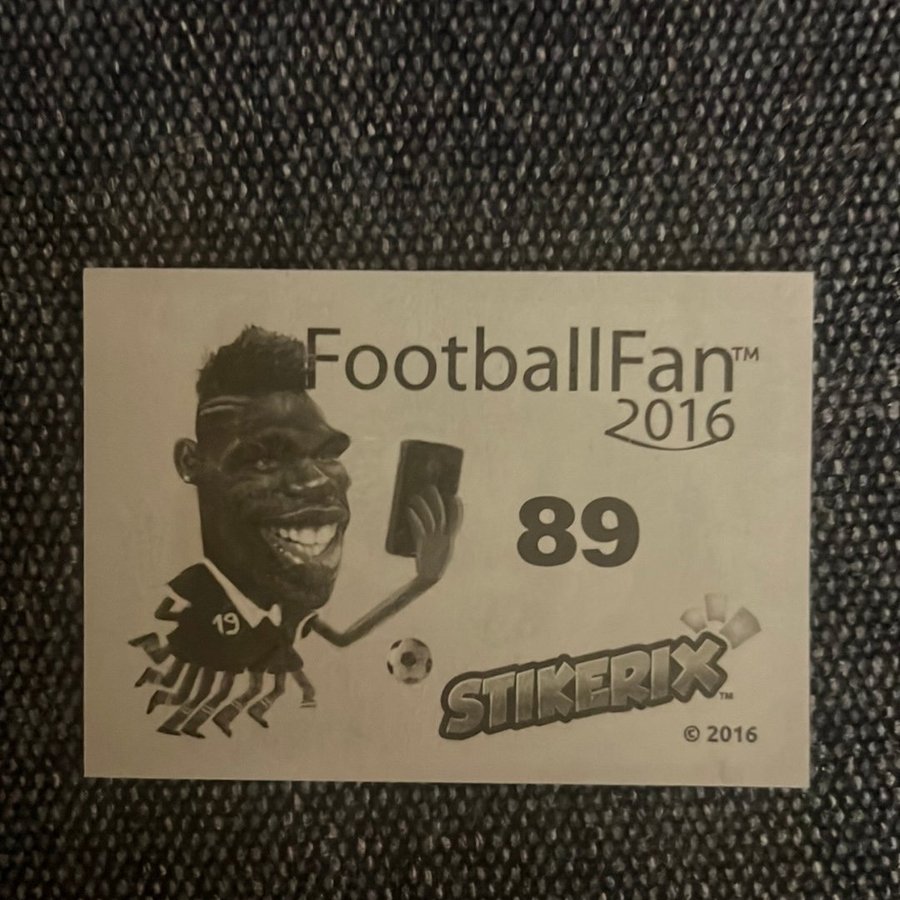 FootballFan™
2016
89
19
STIKERIX™
© 2016